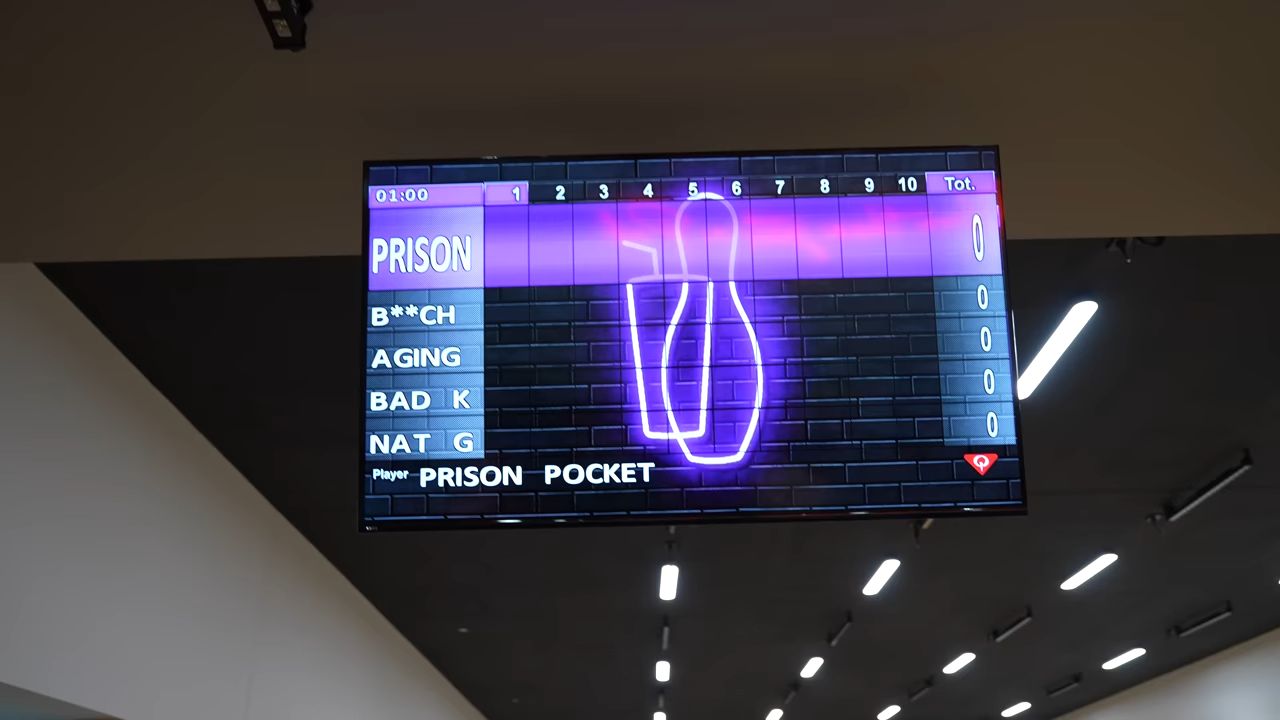 01:00 1 2 3 4 5 6 7 8 9 10 Tot.
PRISON 0
B**CH 0
AGING 0
BAD K 0
NAT G 0
Player PRISON POCKET